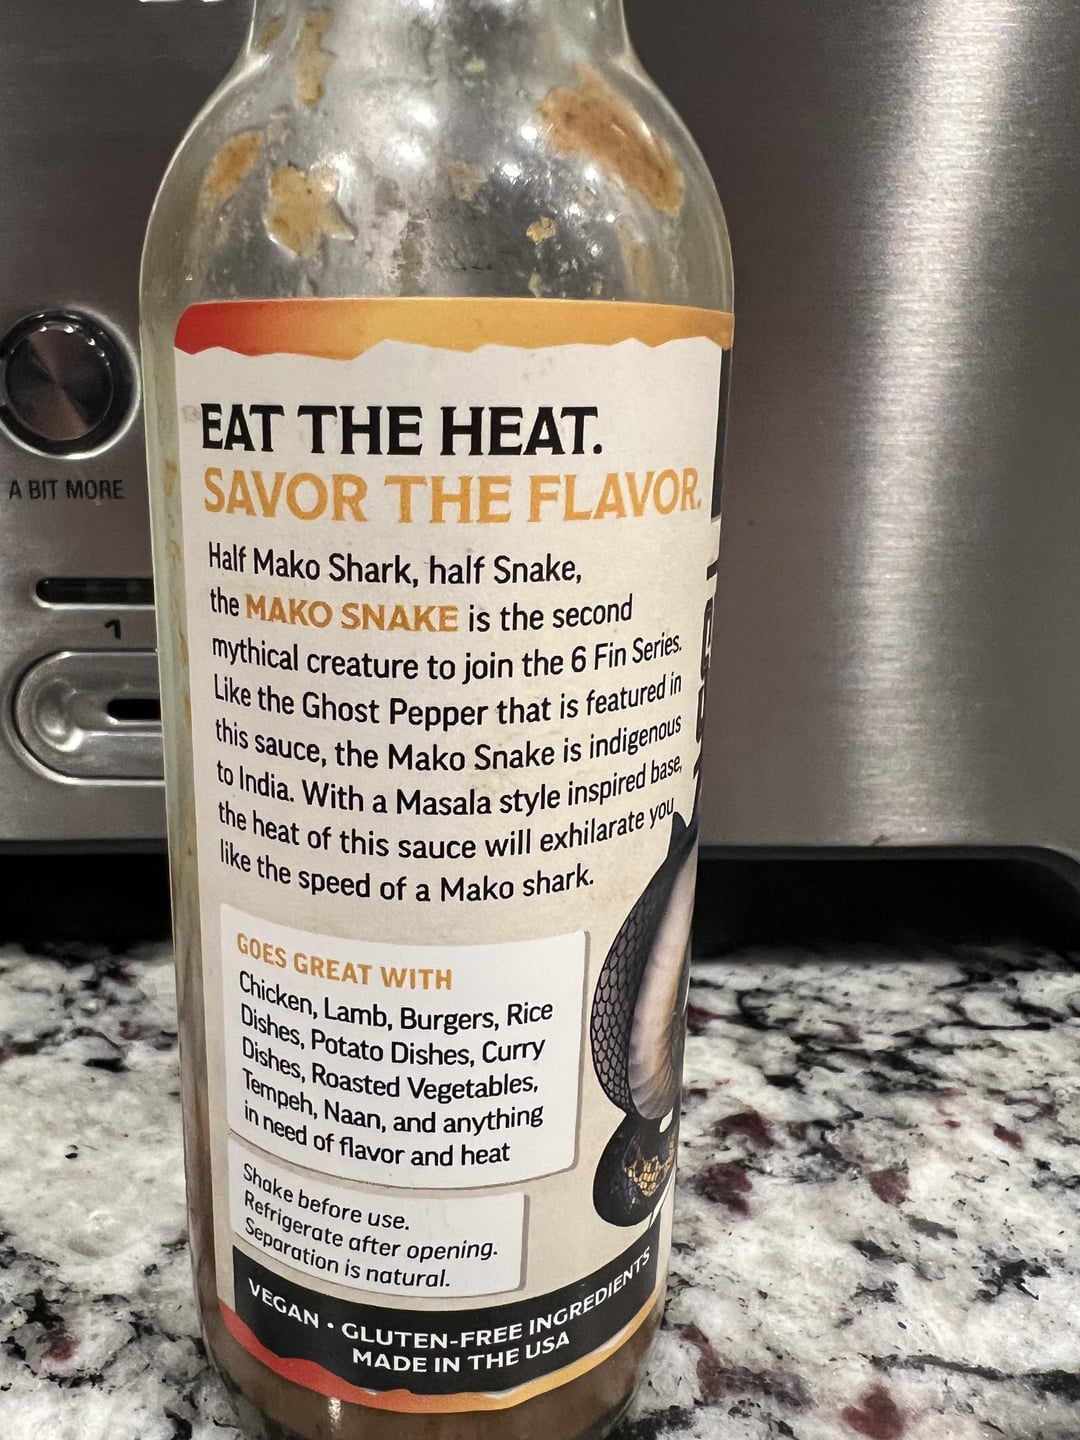 EAT THE HEAT.
SAVOR THE FLAVOR.
Half Mako Shark, half Snake,
the MAKO SNAKE is the second
mythical creature to join the 6 Fin Series.
Like the Ghost Pepper that is featured in
this sauce, the Mako Snake is indigenous
to India. With a Masala style inspired base,
the heat of this sauce will exhilarate you
like the speed of a Mako shark.
GOES GREAT WITH
Chicken, Lamb, Burgers, Rice
Dishes, Potato Dishes, Curry
Dishes, Roasted Vegetables,
Tempeh, Naan, and anything
in need of flavor and heat
Shake before use.
Refrigerate after opening.
Separation is natural.
VEGAN • GLUTEN-FREE INGREDIENTS
MADE IN THE USA
A BIT MORE
1